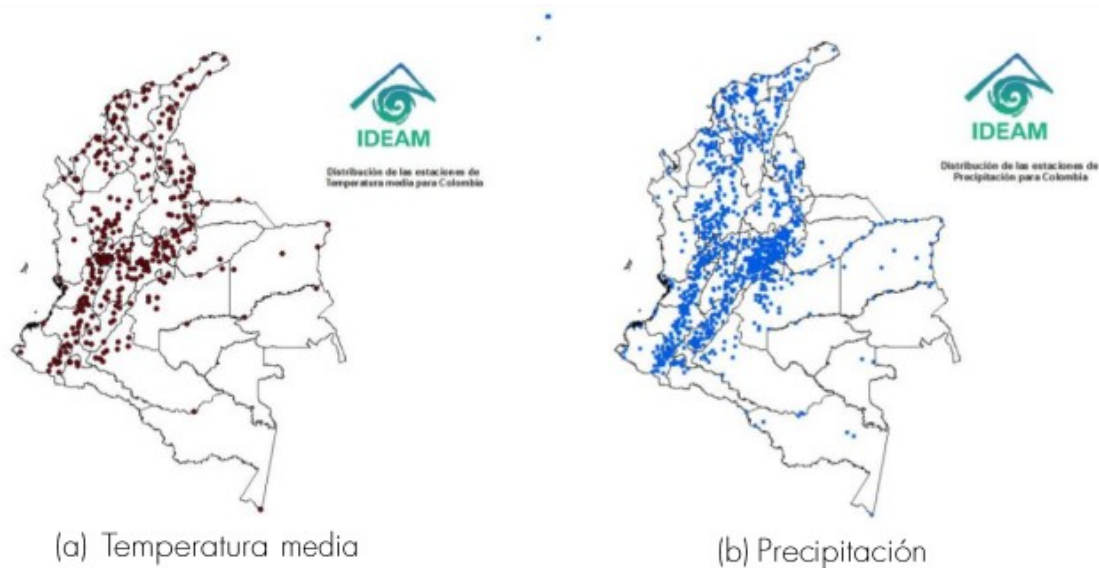 IDEAM
Distribución de las estaciones de
Temperatura media para Colombia
IDEAM
Distribución de las estaciones de
Precipitación para Colombia
(a) Temperatura media
(b) Precipitación